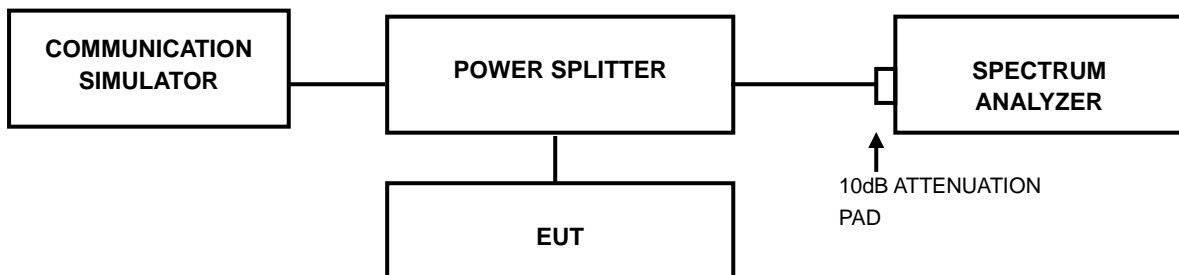 COMMUNICATION
SIMULATOR
POWER SPLITTER
SPECTRUM
ANALYZER
10dB ATTENUATION
PAD
EUT